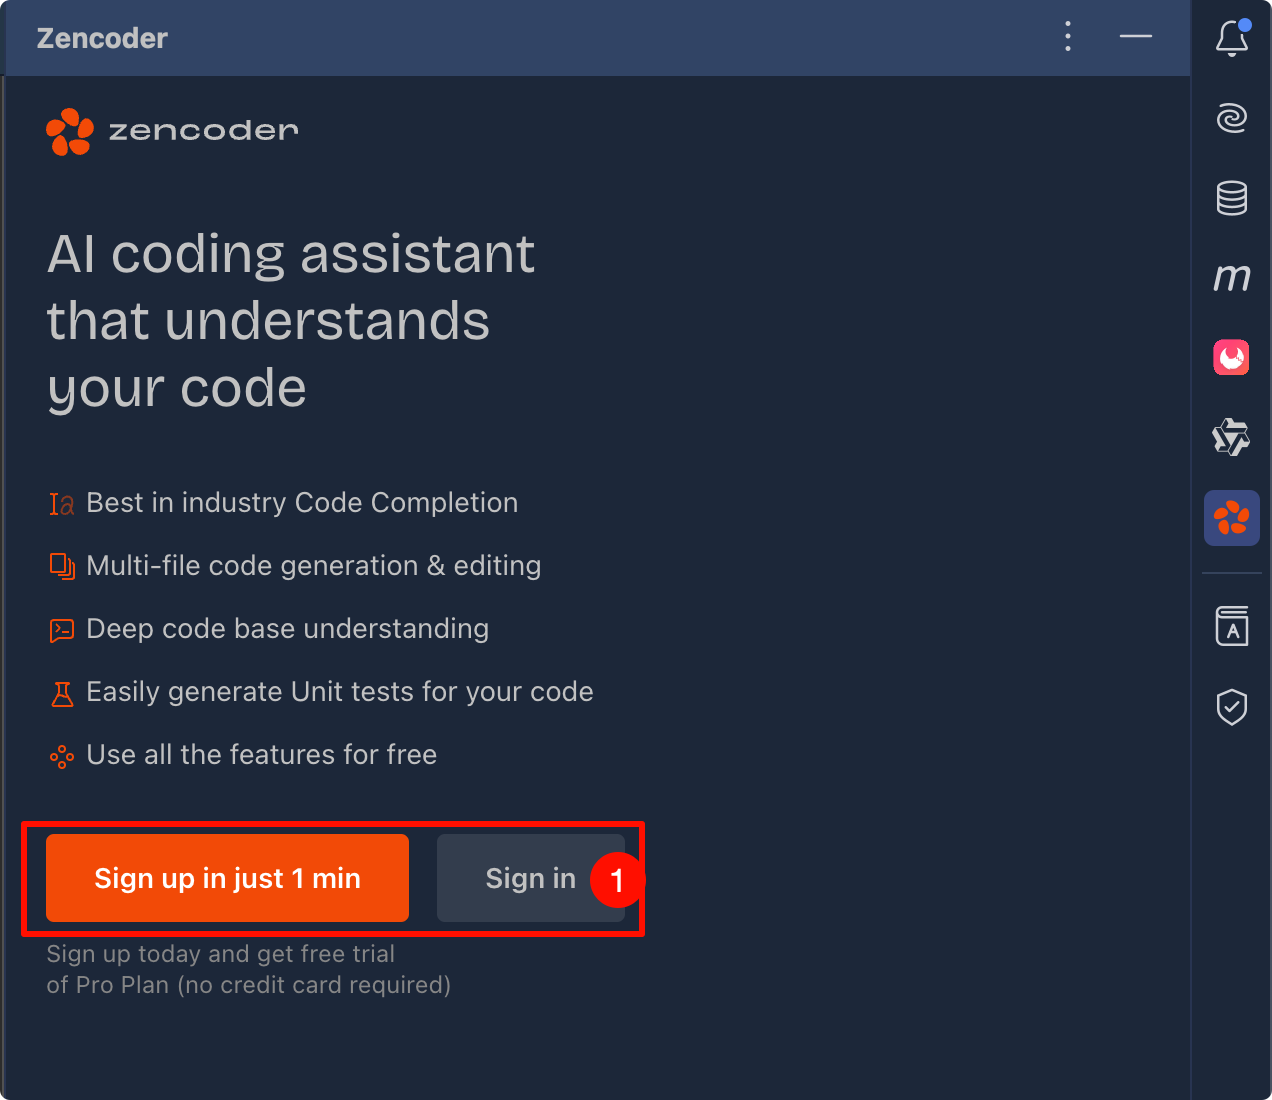 Zencoder
zencoder
AI coding assistant
that understands
your code
Best in industry Code Completion
Multi-file code generation & editing
Deep code base understanding
Easily generate Unit tests for your code
Use all the features for free
Sign up in just 1 min
Sign in
1
Sign up today and get free trial
of Pro Plan (no credit card required)
m
A